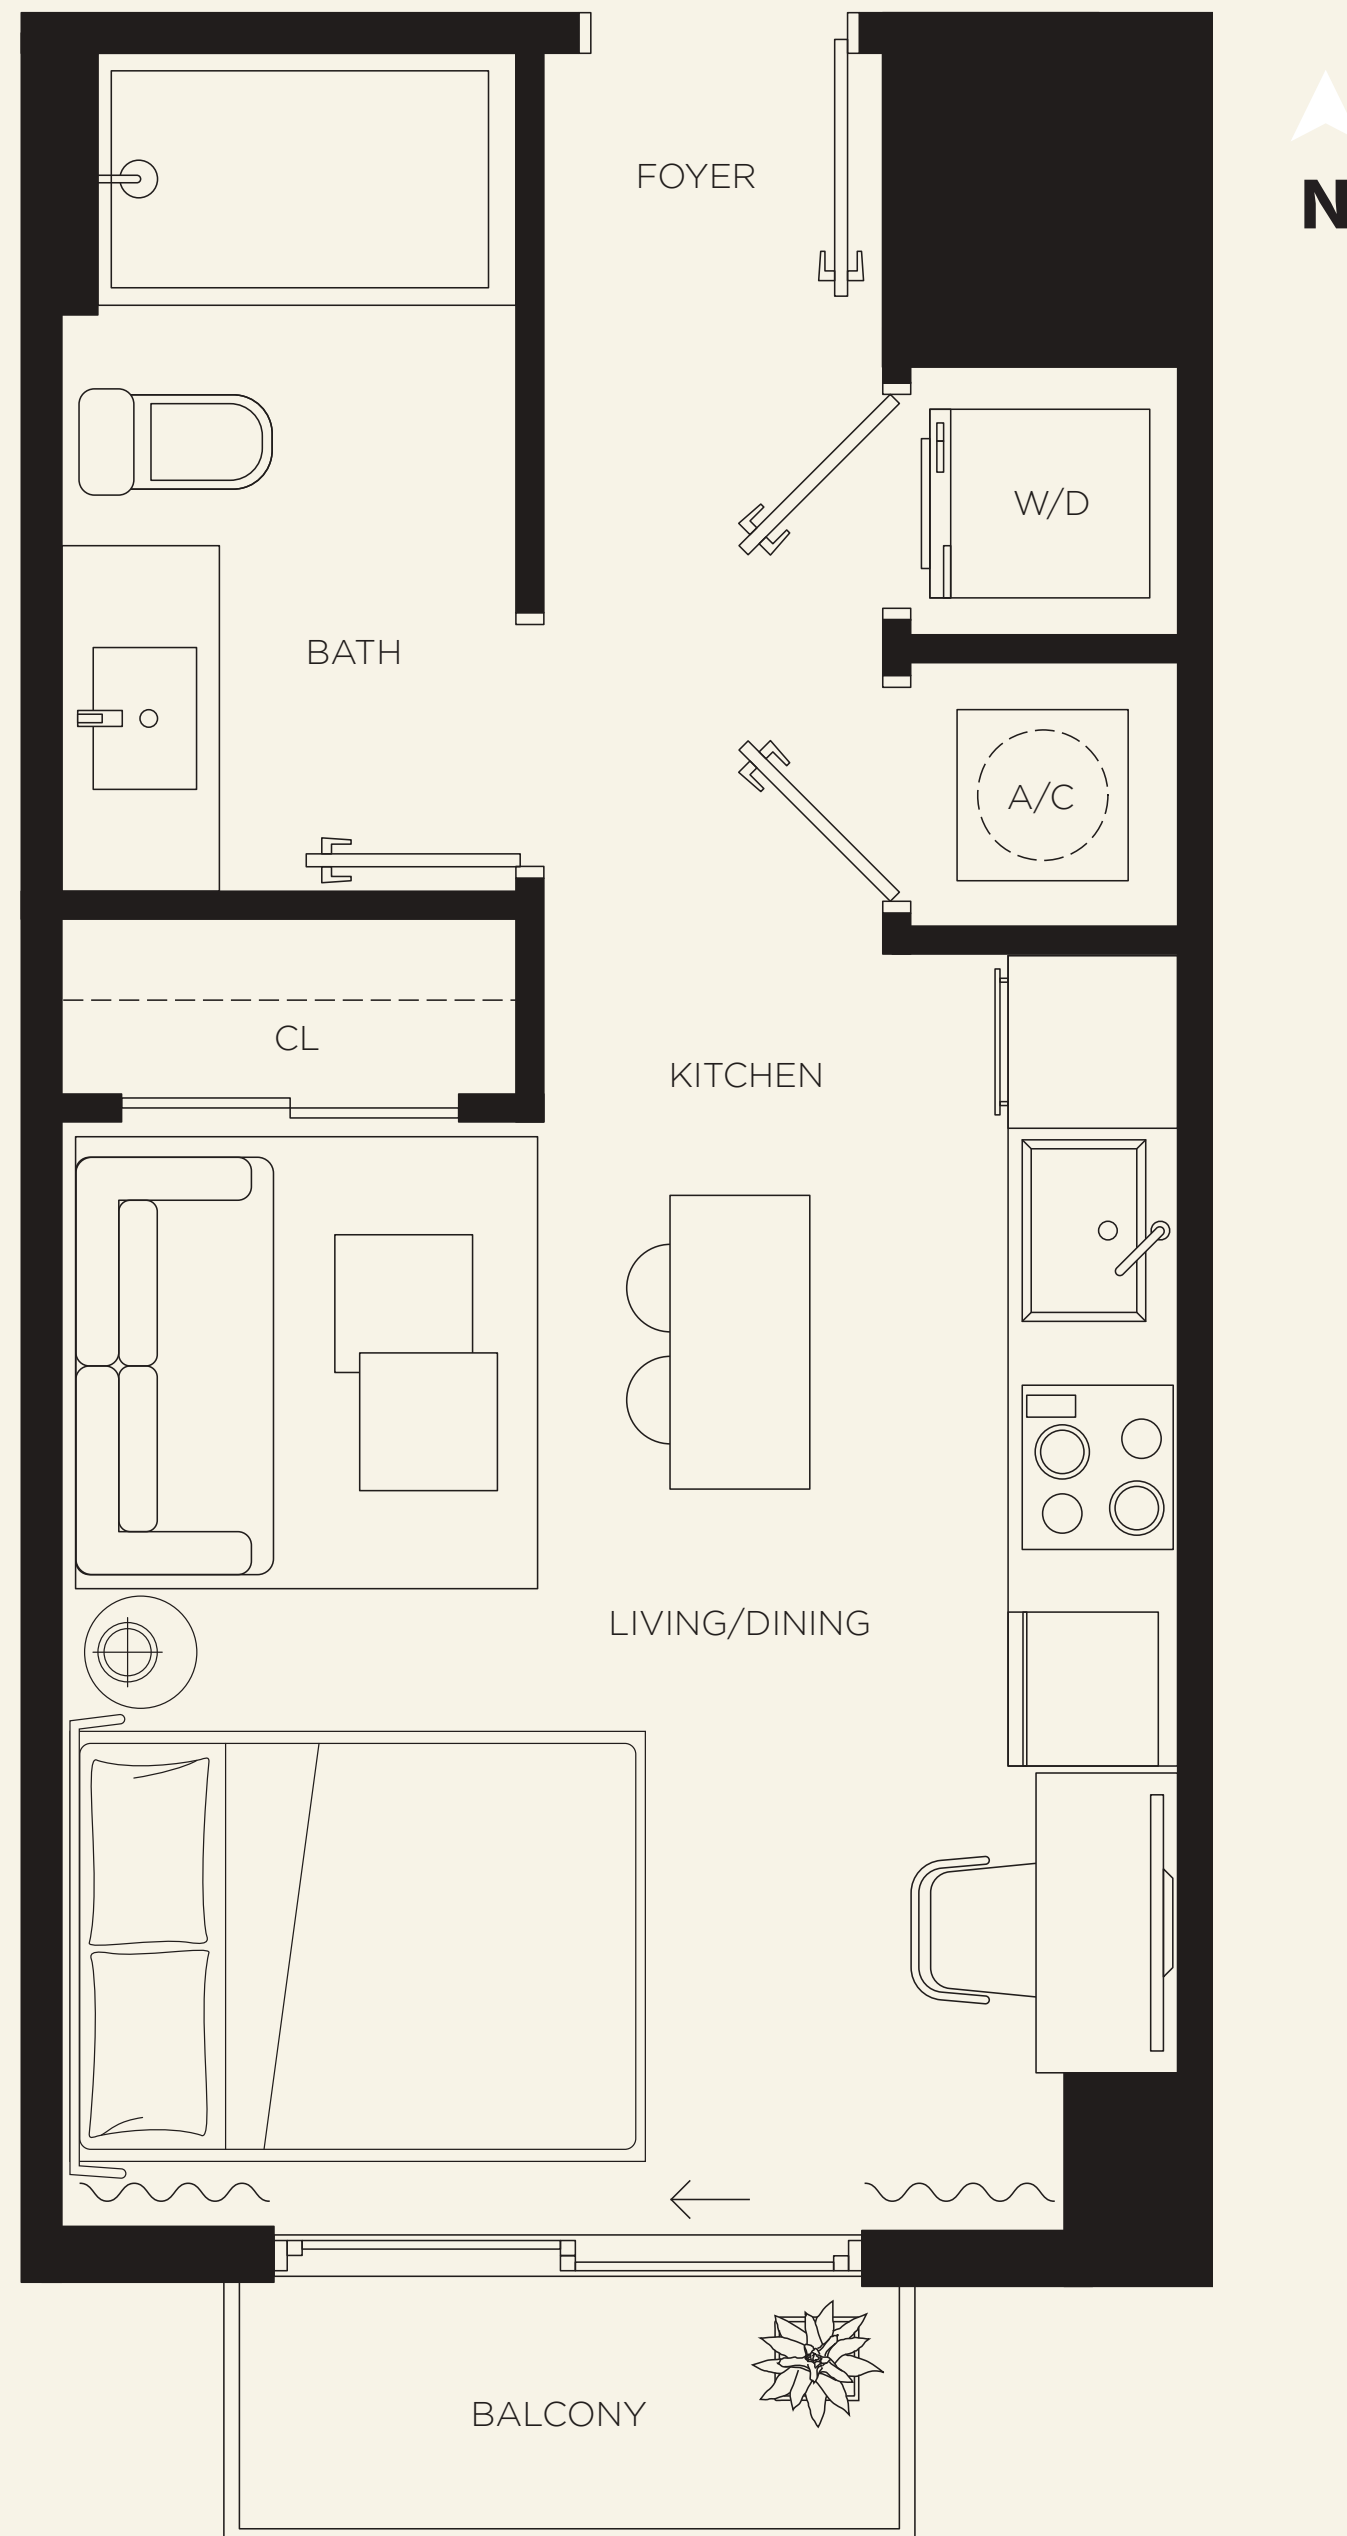 FOYER
N
W/D
BATH
A/C
CL
KITCHEN
LIVING/DINING
BALCONY